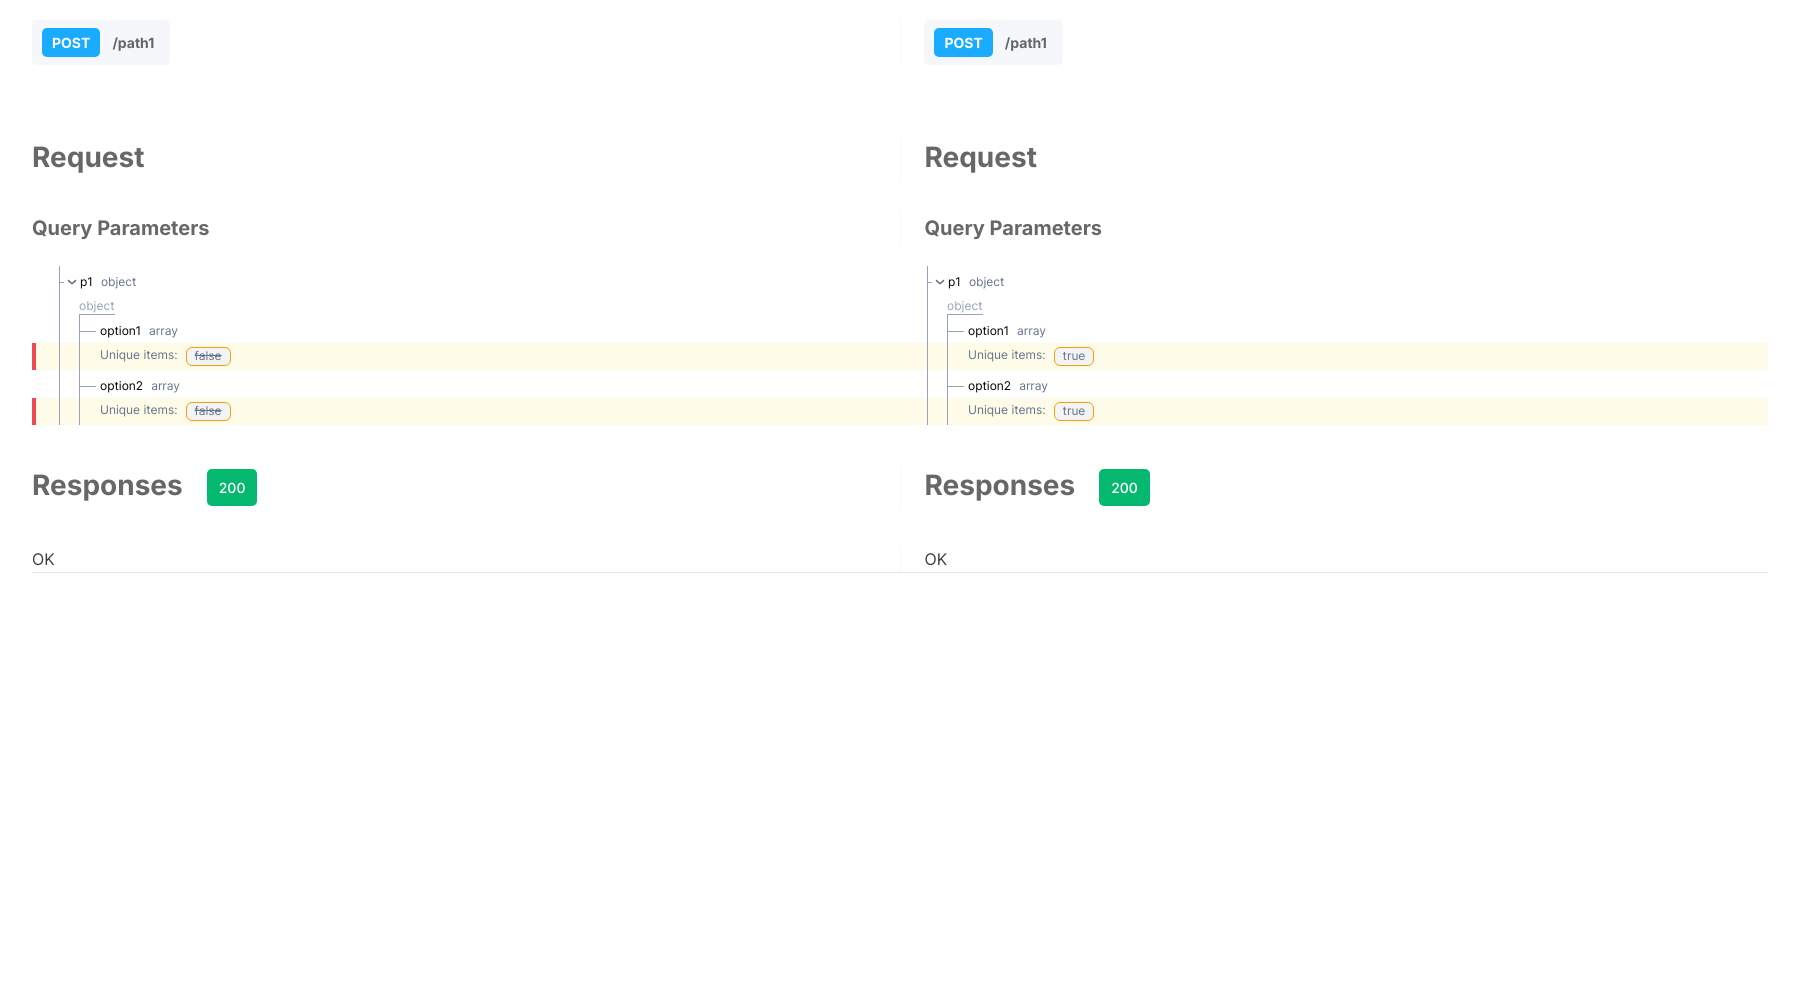 POST /path1 POST /path1
Request Request
Query Parameters Query Parameters
p1 object p1 object
object object
option1 array option1 array
Unique items: false Unique items: true
option2 array option2 array
Unique items: false Unique items: true
Responses 200 Responses 200
OK OK